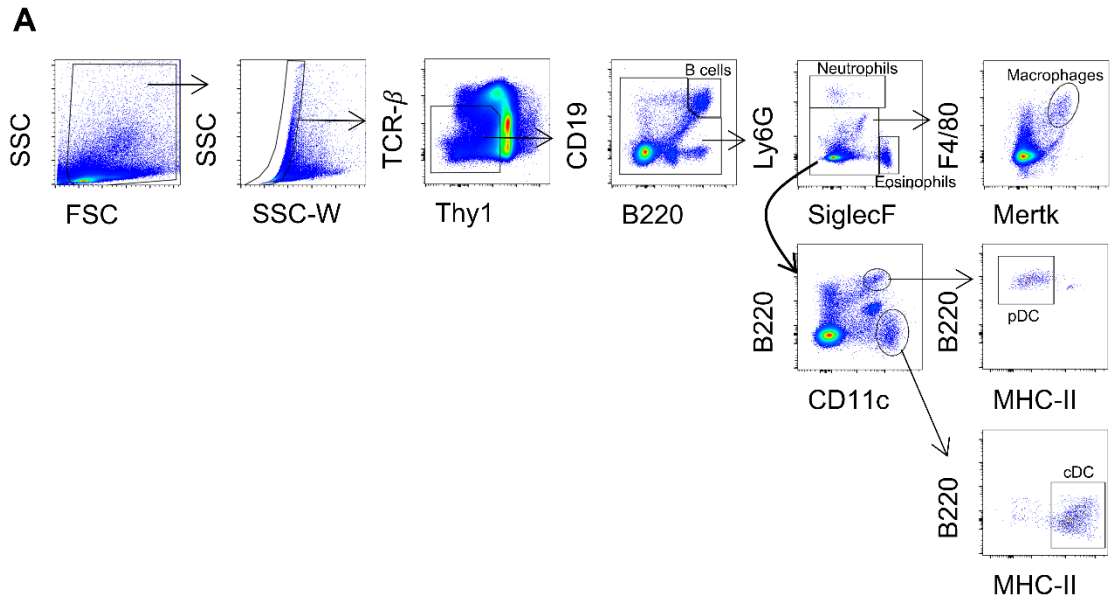 A
SSC
FSC
SSC
SSC-W
TCR-β
Thy1
CD19
B cells
B220
Ly6G
Neutrophils
Eosinophils
SiglecF
F4/80
Macrophages
Mertk
B220
CD11c
B220
pDC
MHC-II
B220
cDC
MHC-II